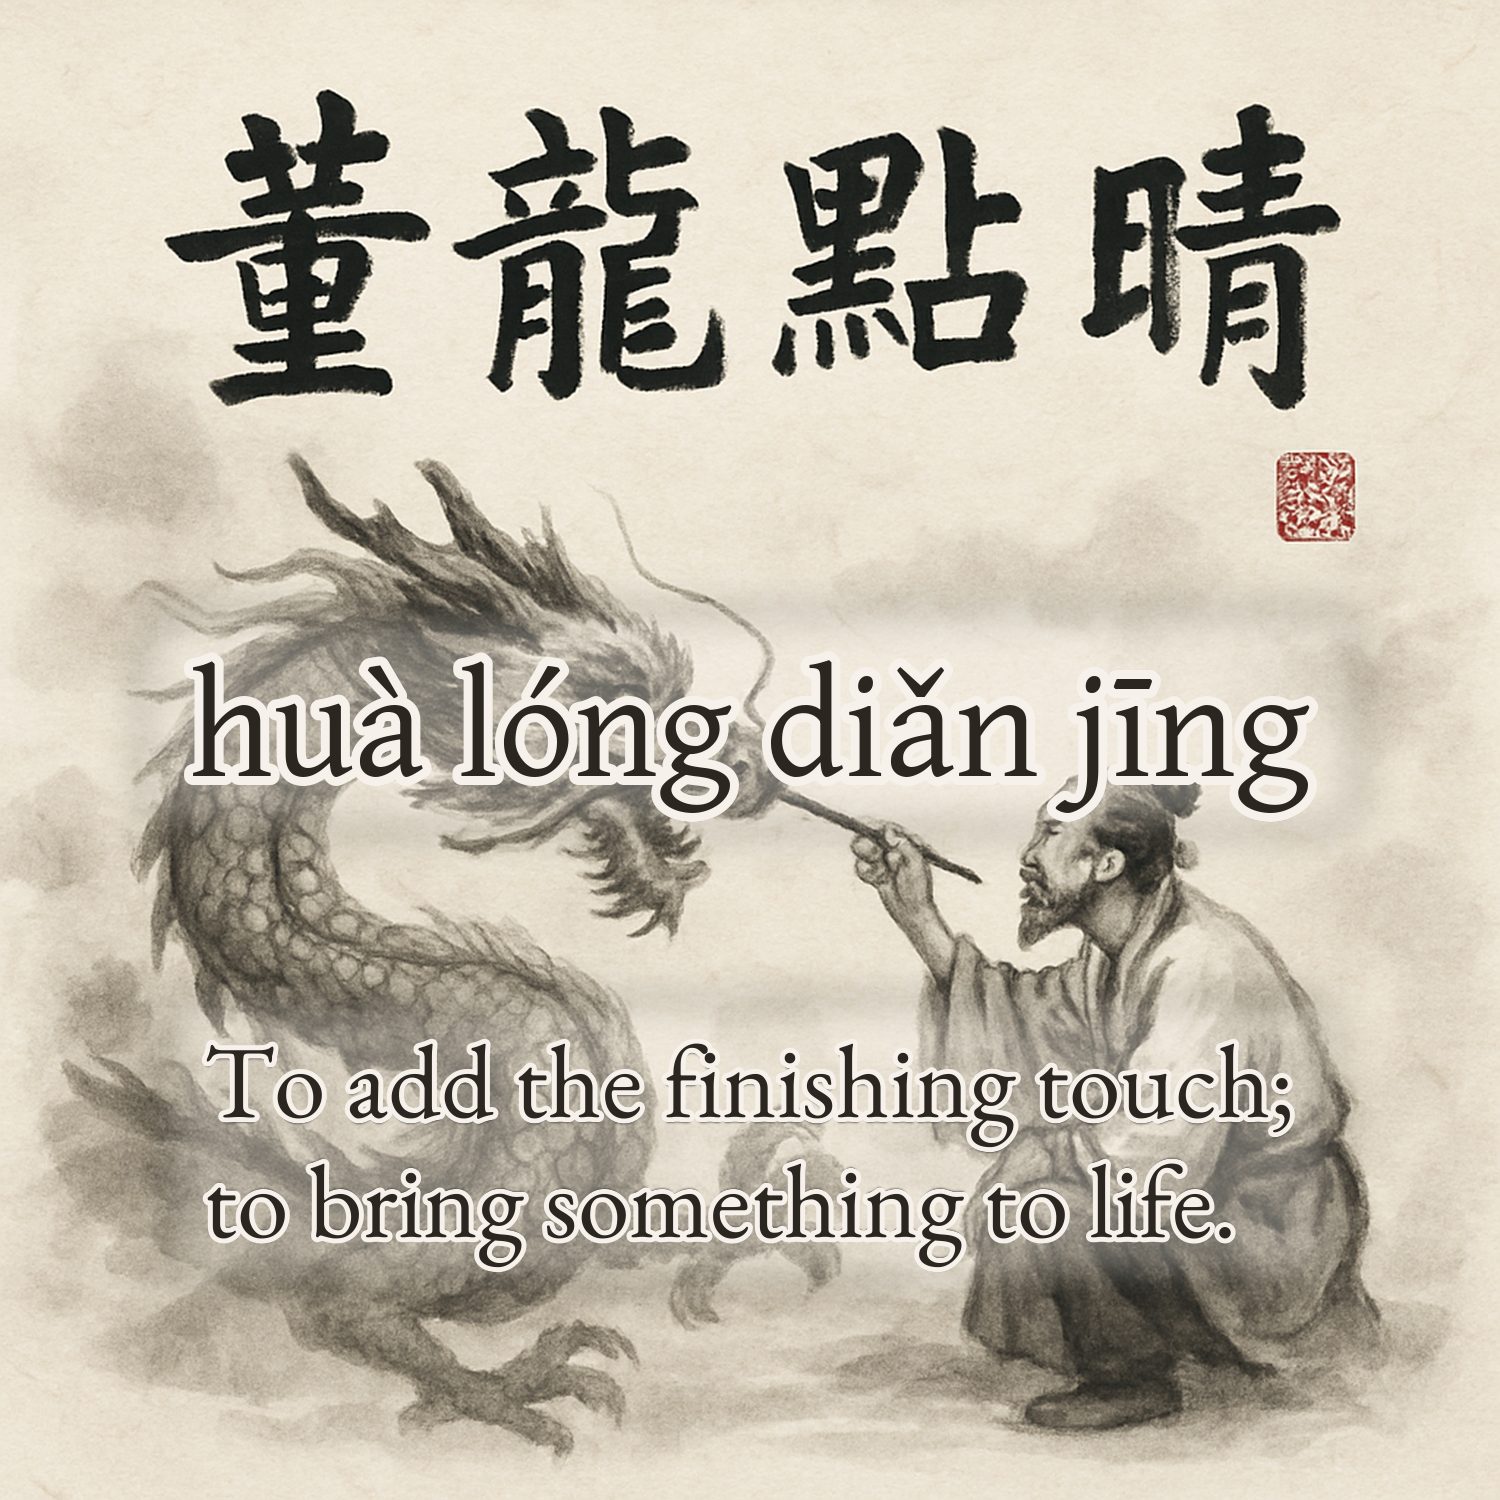 董龍點晴
huà lóng diǎn jīng
To add the finishing touch;
to bring something to life.